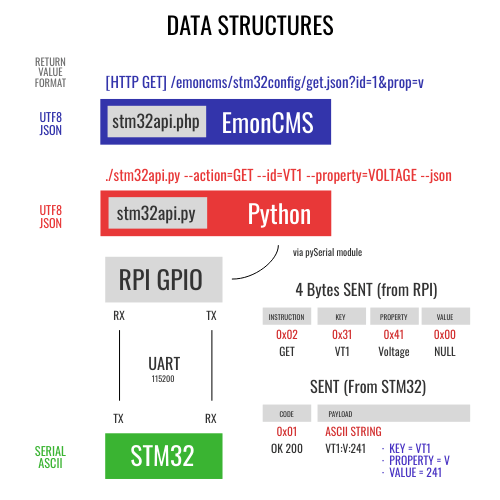 DATA STRUCTURES
RETURN
VALUE
FORMAT
[HTTP GET] /emoncms/stm32config/get.json?id=1&prop=v
UTF8
JSON
stm32api.php
EmonCMS
./stm32api.py --action=GET --id=VT1 --property=VOLTAGE --json
UTF8
JSON
stm32api.py
Python
via pySerial module
RPI GPIO
RX TX
UART
115200
TX RX
SERIAL
ASCII
STM32
4 Bytes SENT (from RPI)
INSTRUCTION KEY PROPERTY VALUE
0x02 0x31 0x41 0x00
GET VT1 Voltage NULL
SENT (From STM32)
CODE PAYLOAD
0x01 ASCII STRING
OK 200 VT1:V:241 - KEY = VT1
- PROPERTY = V
- VALUE = 241